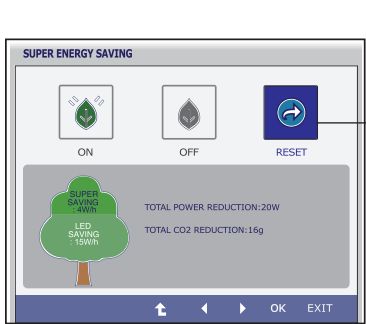 SUPER ENERGY SAVING
ON
OFF
RESET
SUPER
SAVING
: 4W/h
LED
SAVING
: 15W/h
TOTAL POWER REDUCTION:20W
TOTAL CO2 REDUCTION:16g
OK
EXIT